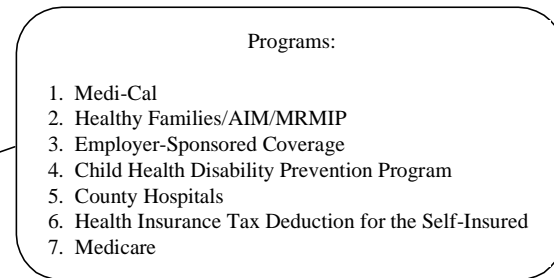 Programs:
1. Medi-Cal
2. Healthy Families/AIM/MRMIP
3. Employer-Sponsored Coverage
4. Child Health Disability Prevention Program
5. County Hospitals
6. Health Insurance Tax Deduction for the Self-Insured
7. Medicare